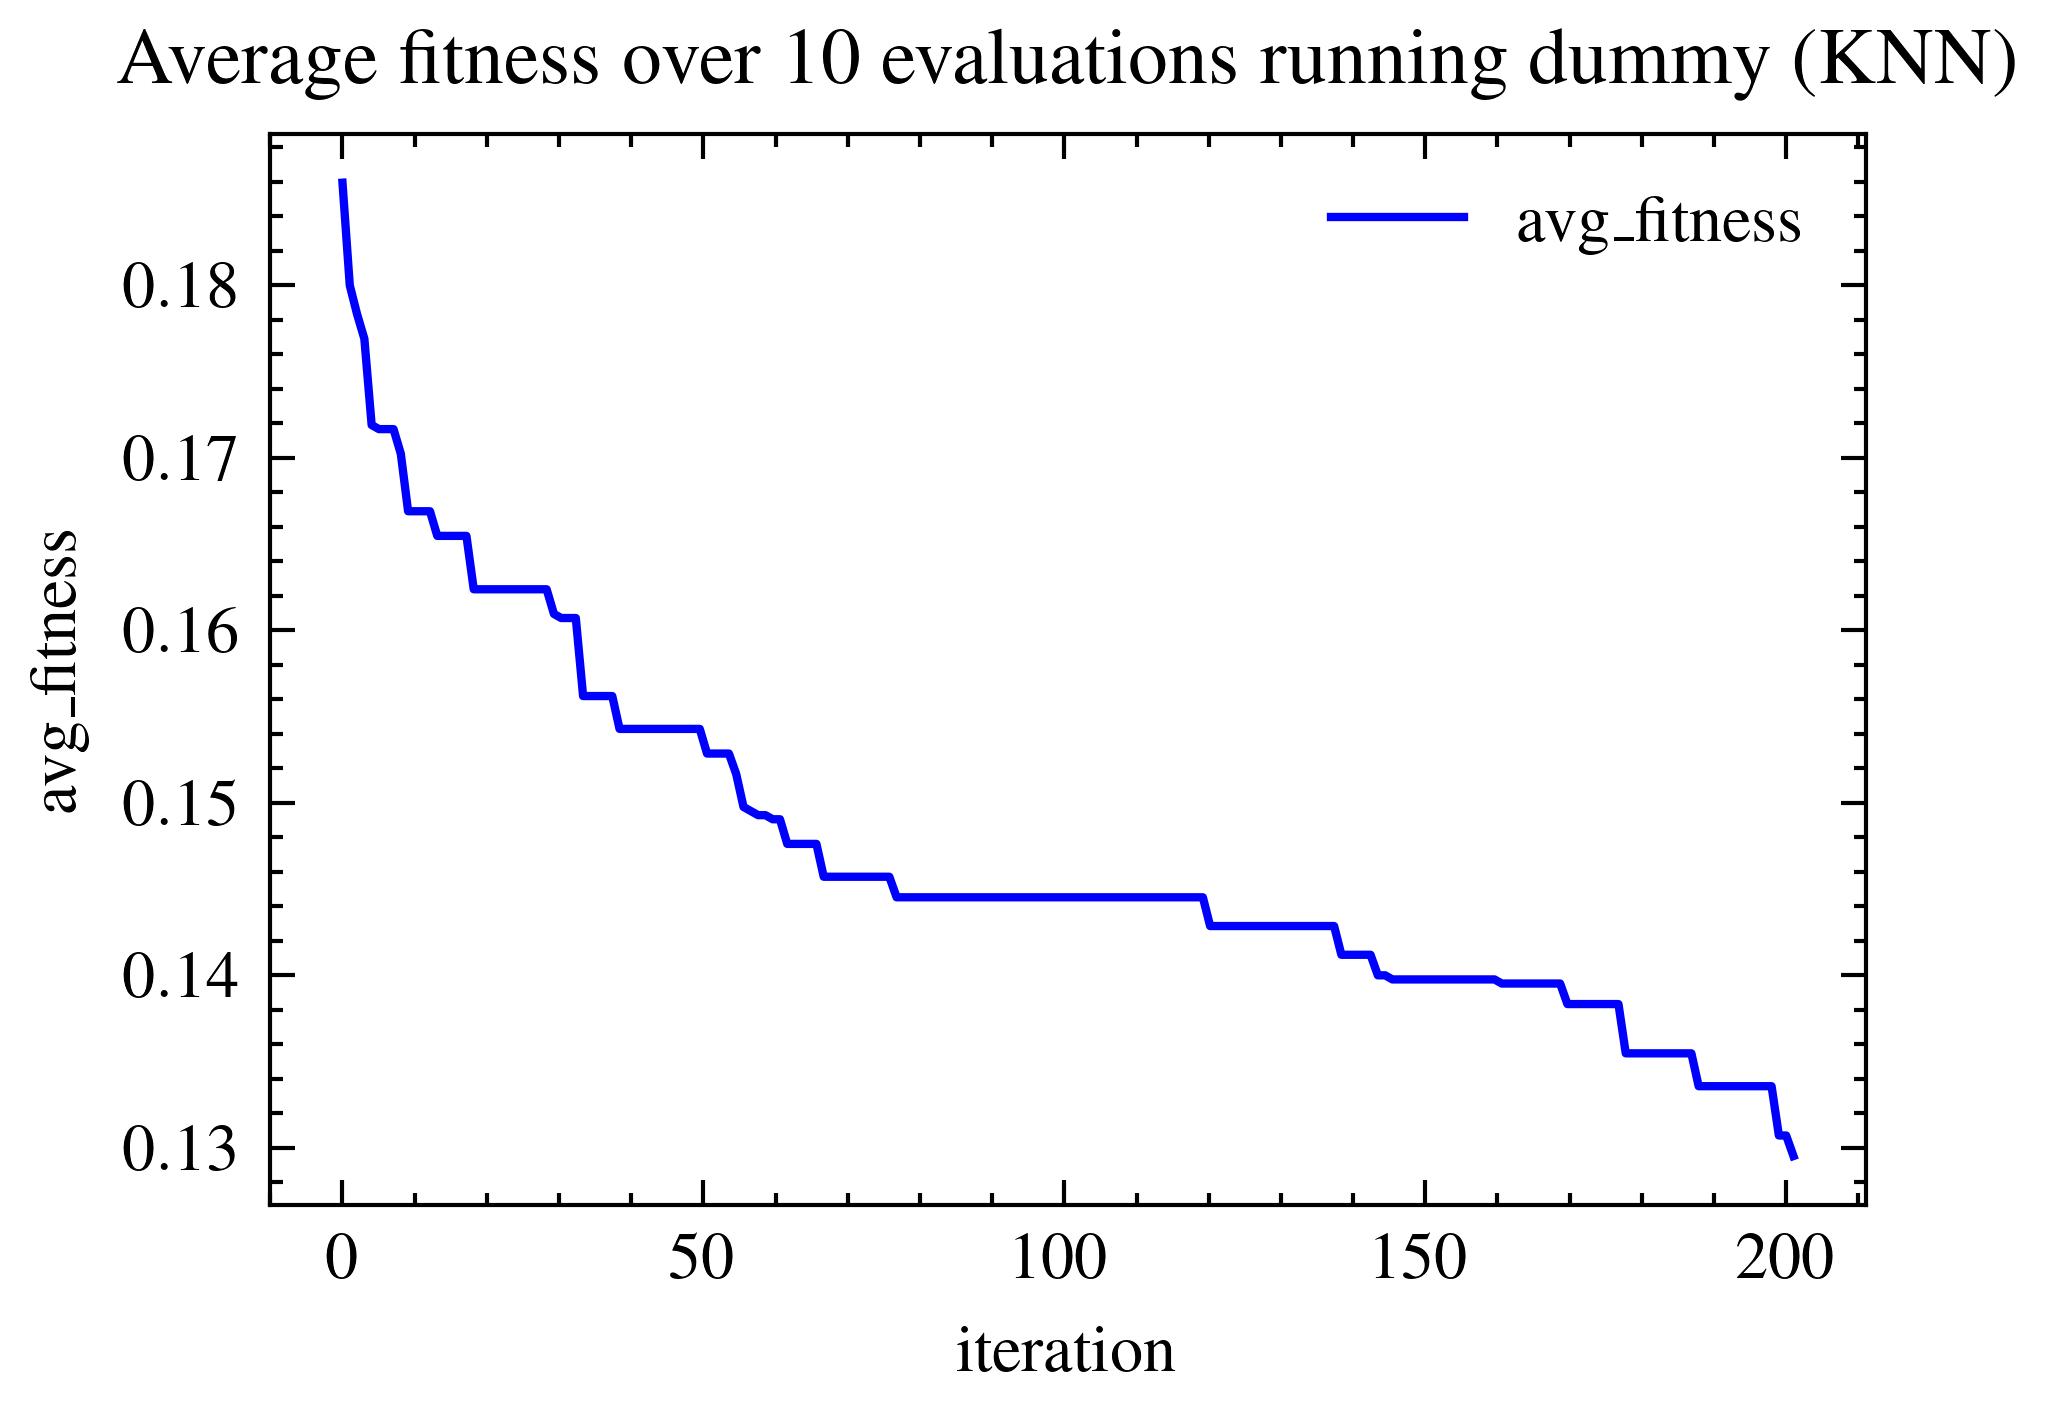 Average fitness over 10 evaluations running dummy (KNN)
avg_fitness
0.18
0.17
0.16
0.15
0.14
0.13
avg_fitness
0 50 100 150 200
iteration